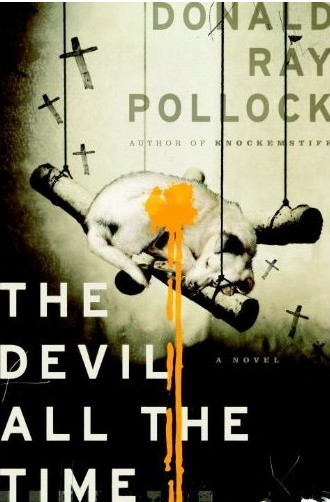 DONALD
RAY
POLLOCK
AUTHOR OF KNOCKEMSTIFF
THE
DEVIL
A NOVEL
ALL THE
TIME